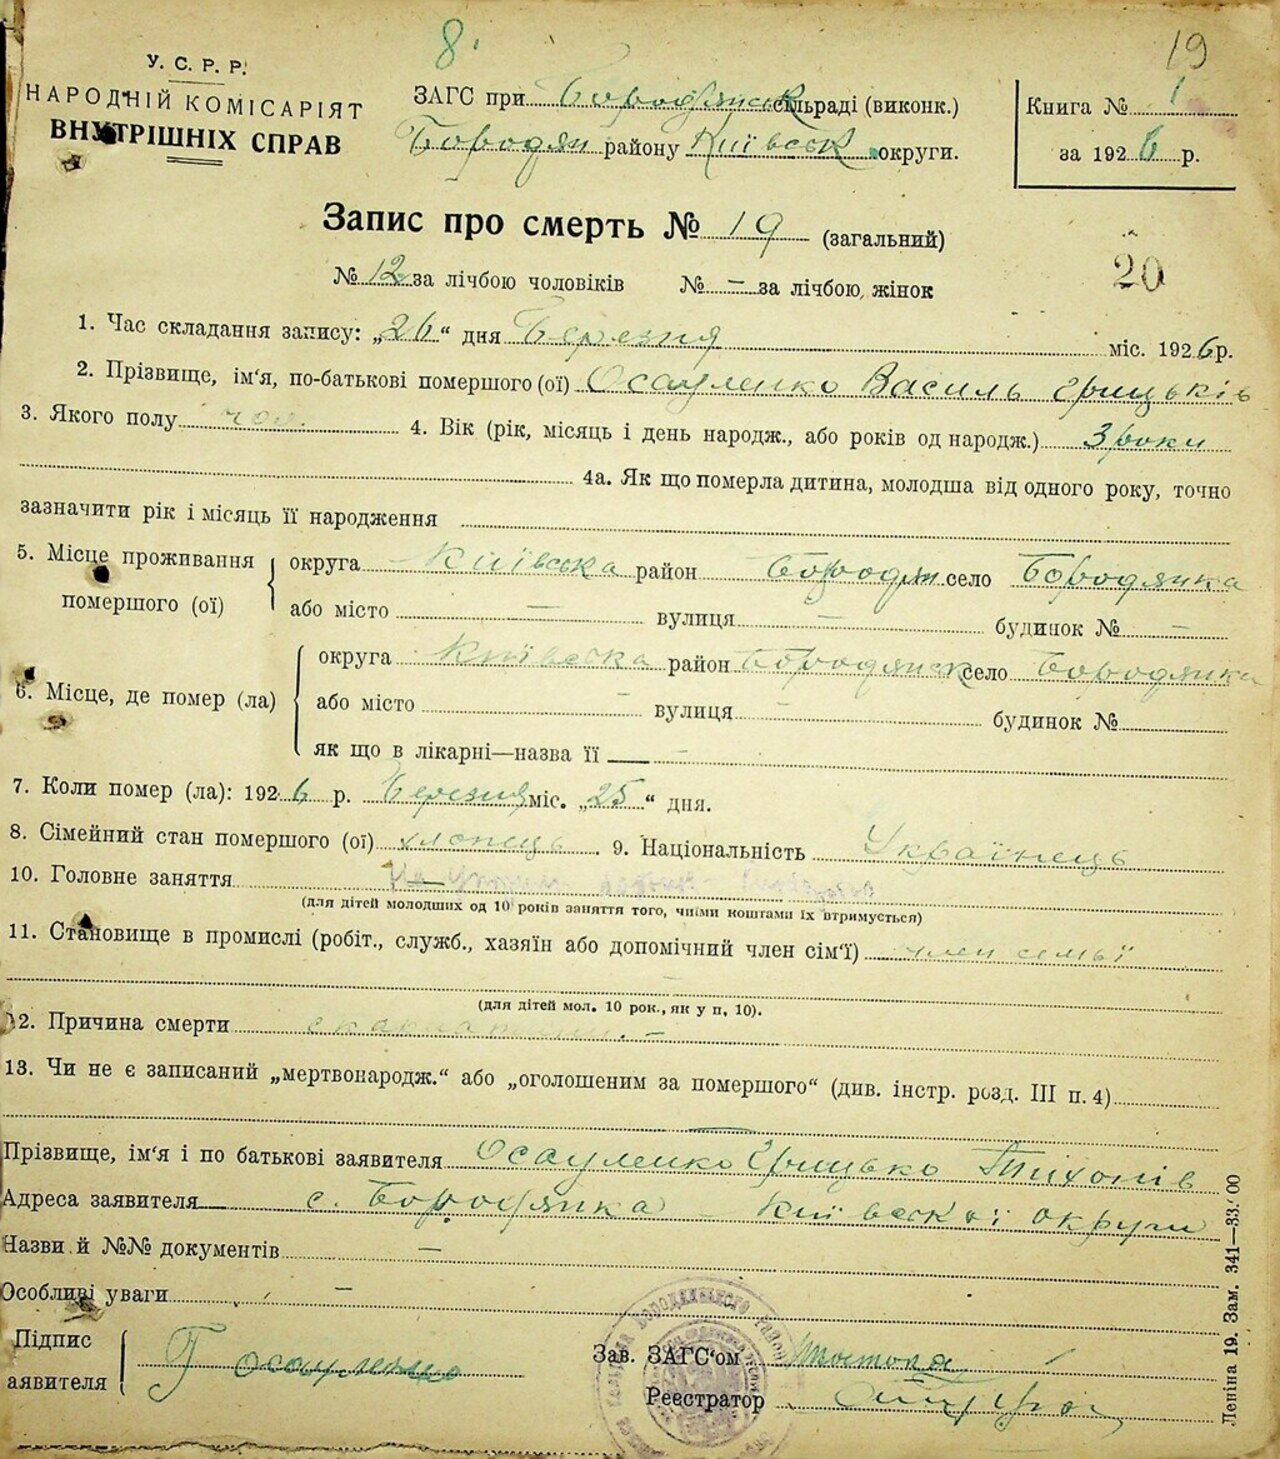 8.
19
У. С. Р. Р.
НАРОДНІЙ КОМІСАРІЯТ
ВНУТРІШНІХ СПРАВ
ЗАГС при Бородянск сільраді (виконк.)
Бородян району Київськ округи.
Книга № 1
за 1926 р.
Запис про смерть № 19 (загальний)
20
№ 12 за лічбою чоловіків № — за лічбою жінок
1. Час складання запису: „26“ дня Березня міс. 1926 р.
2. Прізвище, ім'я, по-батькові помершого (ої) Осауленко Василь Грицьків
3. Якого полу чол. 4. Вік (рік, місяць і день народж., або років од народж.) 3 роки
4а. Як що померла дитина, молодша від одного року, точно
зазначити рік і місяць її народження
5. Місце проживання помершого (ої) округа Київська район Бородян село Бородянка
або місто — вулиця — будинок № —
6. Місце, де помер (ла) округа Київська район Бородянск село Бородянка
або місто — вулиця — будинок №
як що в лікарні—назва її —
7. Коли помер (ла): 1926 р. Березня міс. „25“ дня.
8. Сімейний стан помершого (ої) хлопець 9. Національність Українець
10. Головне заняття
(для дітей молодших од 10 років заняття того, чиїми коштами їх втримується)
11. Становище в промислі (робіт., служб., хазяїн або допомічний член сім'ї) член семьї
(для дітей мол. 10 рок., як у п, 10).
12. Причина смерти
13. Чи не є записаний „мертвонародж.“ або „оголошеним за помершого“ (див. інстр. розд. III п. 4)
—
Прізвище, ім'я і по батькові заявителя Осауленко Грицько Тихонів
Адреса заявителя с. Бородянка Київської округи
Назви й №№ документів —
Особливі уваги —
Підпис заявителя Г Осауленко
Зав. ЗАГС'ом
Реєстратор
Леніна 19. Зам. 341—33.000